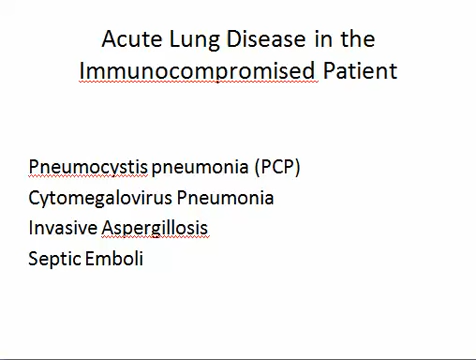 Acute Lung Disease in the
Immunocompromised Patient
Pneumocystis pneumonia (PCP)
Cytomegalovirus Pneumonia
Invasive Aspergillosis
Septic Emboli